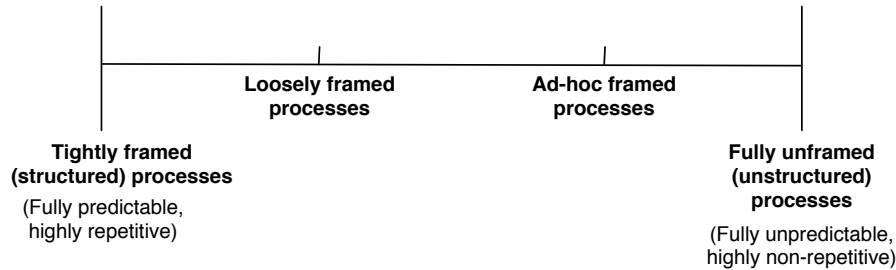 Loosely framed
processes
Ad-hoc framed
processes
Tightly framed
(structured) processes
(Fully predictable,
highly repetitive)
Fully unframed
(unstructured)
processes
(Fully unpredictable,
highly non-repetitive)